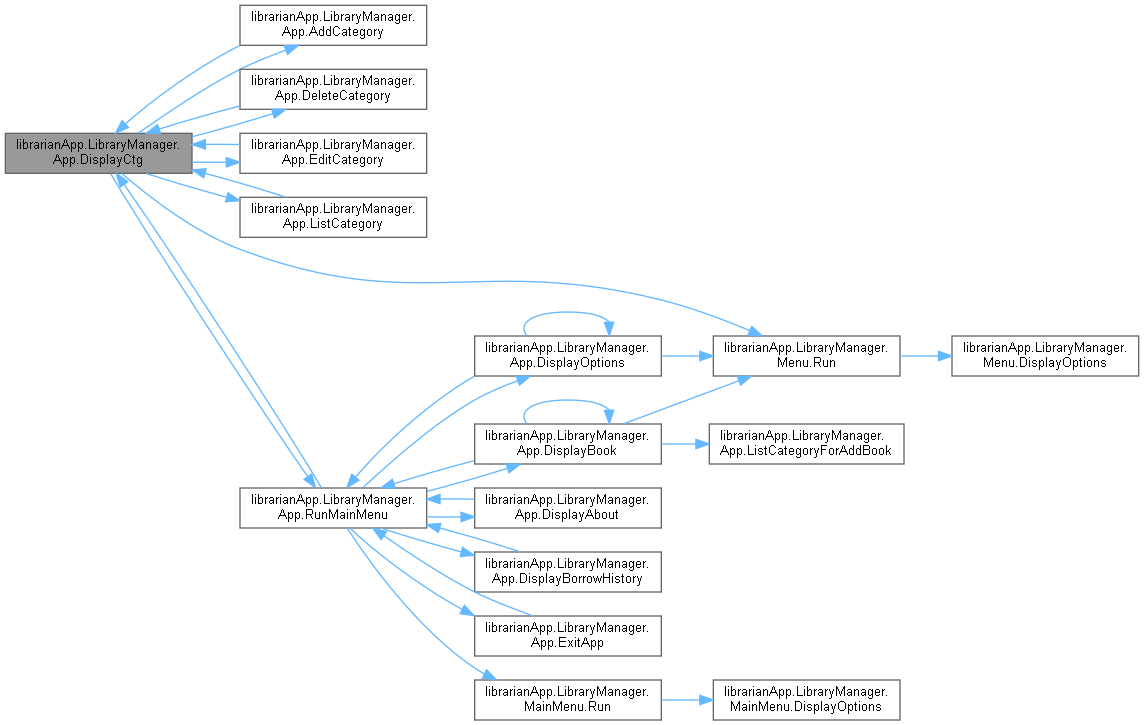 librarianApp.LibraryManager.
App.AddCategory
librarianApp.LibraryManager.
App.DeleteCategory
librarianApp.LibraryManager.
App.DisplayCtg
librarianApp.LibraryManager.
App.EditCategory
librarianApp.LibraryManager.
App.ListCategory
librarianApp.LibraryManager.
App.DisplayOptions
librarianApp.LibraryManager.
Menu.Run
librarianApp.LibraryManager.
Menu.DisplayOptions
librarianApp.LibraryManager.
App.DisplayBook
librarianApp.LibraryManager.
App.ListCategoryForAddBook
librarianApp.LibraryManager.
App.RunMainMenu
librarianApp.LibraryManager.
App.DisplayAbout
librarianApp.LibraryManager.
App.DisplayBorrowHistory
librarianApp.LibraryManager.
App.ExitApp
librarianApp.LibraryManager.
MainMenu.Run
librarianApp.LibraryManager.
MainMenu.DisplayOptions